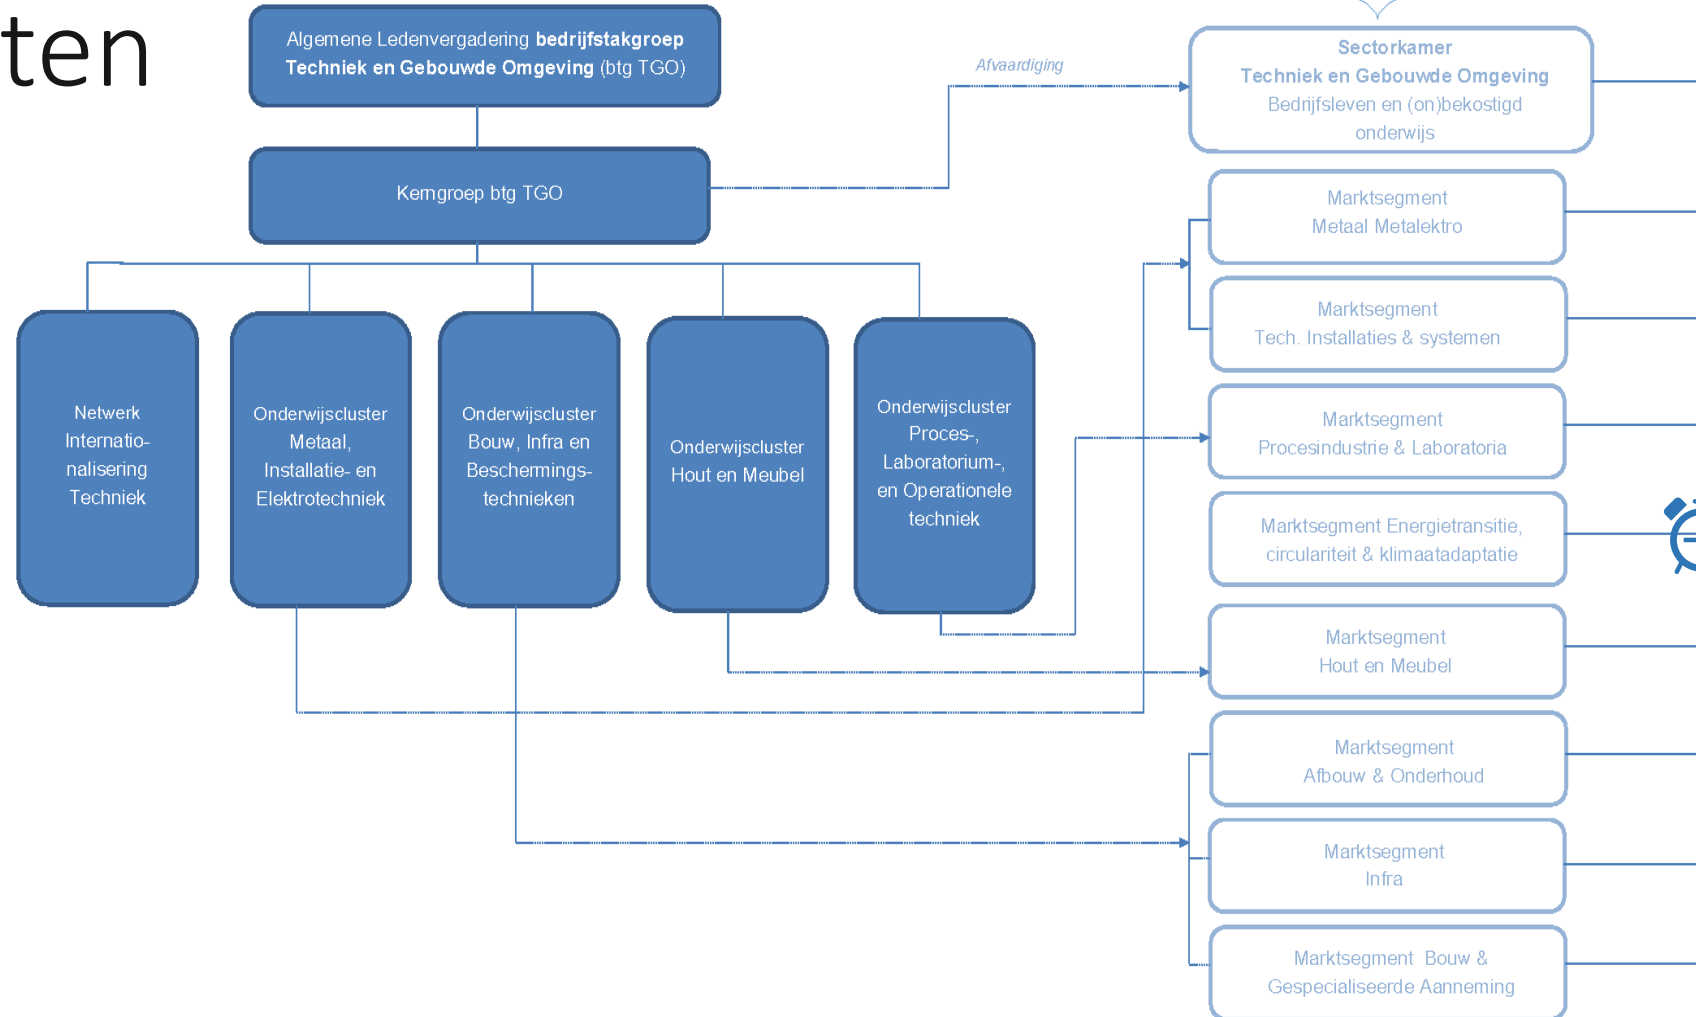 ten
Algemene Ledenvergadering bedrijfstakgroep
Techniek en Gebouwde Omgeving (btg TGO)
Kerngroep btg TGO
Afvaardiging
Netwerk
Internatio-
nalisering
Techniek
Onderwijscluster
Metaal,
Installatie- en
Elektrotechniek
Onderwijscluster
Bouw, Infra en
Beschermings-
technieken
Onderwijscluster
Hout en Meubel
Onderwijscluster
Proces-,
Laboratorium-,
en Operationele
techniek
Sectorkamer
Techniek en Gebouwde Omgeving
Bedrijfsleven en (on)bekostigd
onderwijs
Marktsegment
Metaal Metalektro
Marktsegment
Tech. Installaties & systemen
Marktsegment
Procesindustrie & Laboratoria
Marktsegment Energietransitie,
circulariteit & klimaatadaptatie
Marktsegment
Hout en Meubel
Marktsegment
Afbouw & Onderhoud
Marktsegment
Infra
Marktsegment Bouw &
Gespecialiseerde Aanneming